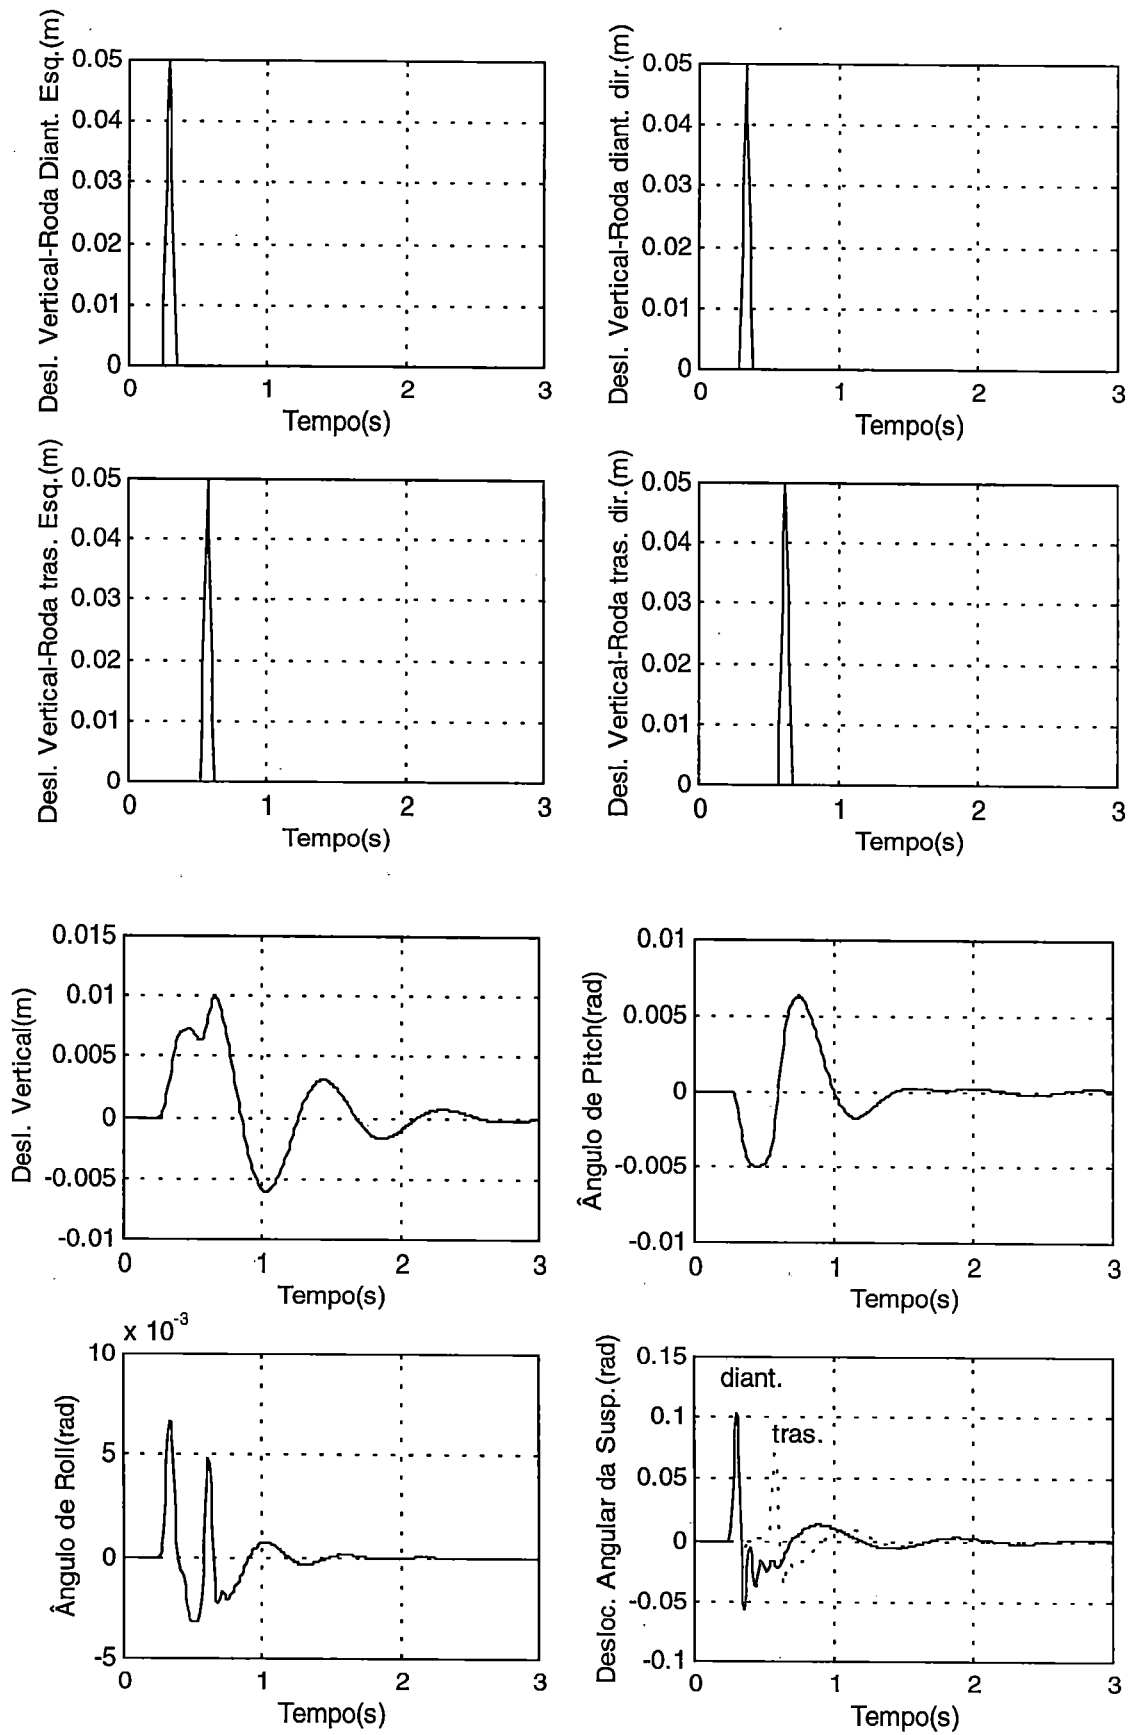 Desl. Vertical-Roda Diant. Esq.(m)
0.05
0.04
0.03
0.02
0.01
0
0 1 2 3
Tempo(s)
Desl. Vertical-Roda diant. dir.(m)
0.05
0.04
0.03
0.02
0.01
0
0 1 2 3
Tempo(s)
Desl. Vertical-Roda tras. Esq.(m)
0.05
0.04
0.03
0.02
0.01
0
0 1 2 3
Tempo(s)
Desl. Vertical-Roda tras. dir.(m)
0.05
0.04
0.03
0.02
0.01
0
0 1 2 3
Tempo(s)
Desl. Vertical(m)
0.015
0.01
0.005
0
-0.005
-0.01
0 1 2 3
Tempo(s)
Ângulo de Pitch(rad)
0.01
0.005
0
-0.005
-0.01
0 1 2 3
Tempo(s)
Ângulo de Roll(rad)
x 10-3
10
5
0
-5
0 1 2 3
Tempo(s)
Desloc. Angular da Susp.(rad)
0.15
0.1
0.05
0
-0.05
-0.1
diant.
tras.
0 1 2 3
Tempo(s)